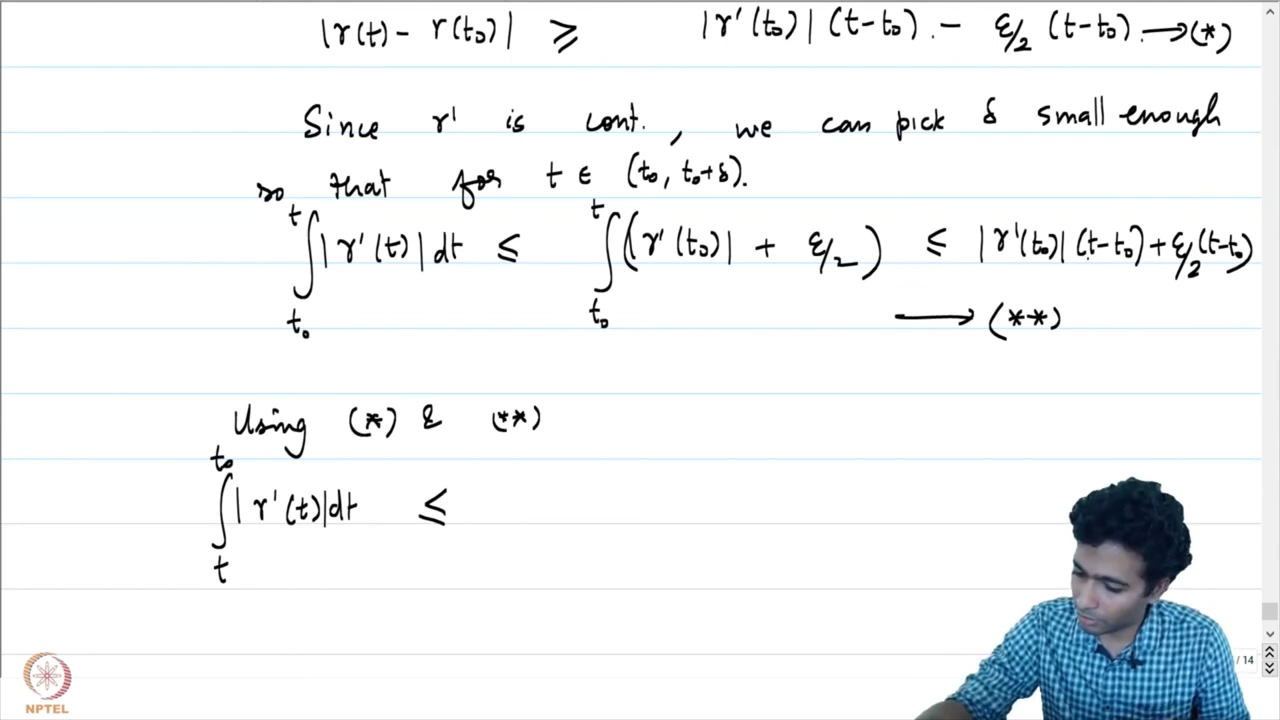 |γ(t) - γ(t₀)| ≥ |γ'(t₀)| (t-t₀) - ε/2 (t-t₀) → (*)
Since γ' is cont., we can pick δ small enough
so that for t ∈ (t₀, t₀+δ).
∫_{t₀}^{t} |γ'(t)| dt ≤ ∫_{t₀}^{t} (γ'(t₀)| + ε/2) ≤ |γ'(t₀)| (t-t₀) + ε/2 (t-t₀)
→ (**)
Using (*) & (**)
∫_{t}^{t₀} |γ'(t)| dt ≤
/ 14
NPTEL